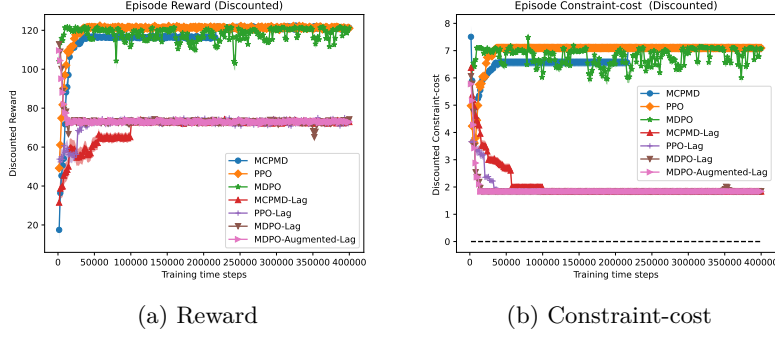 Episode Reward (Discounted)
Discounted Reward
120
100
80
60
40
20
MCPMD
PPO
MDPO
MCPMD-Lag
PPO-Lag
MDPO-Lag
MDPO-Augmented-Lag
0 50000 100000 150000 200000 250000 300000 350000 400000
Training time steps
(a) Reward
Episode Constraint-cost (Discounted)
Discounted Constraint-cost
8
7
6
5
4
3
2
1
0
MCPMD
PPO
MDPO
MCPMD-Lag
PPO-Lag
MDPO-Lag
MDPO-Augmented-Lag
0 50000 100000 150000 200000 250000 300000 350000 400000
Training time steps
(b) Constraint-cost